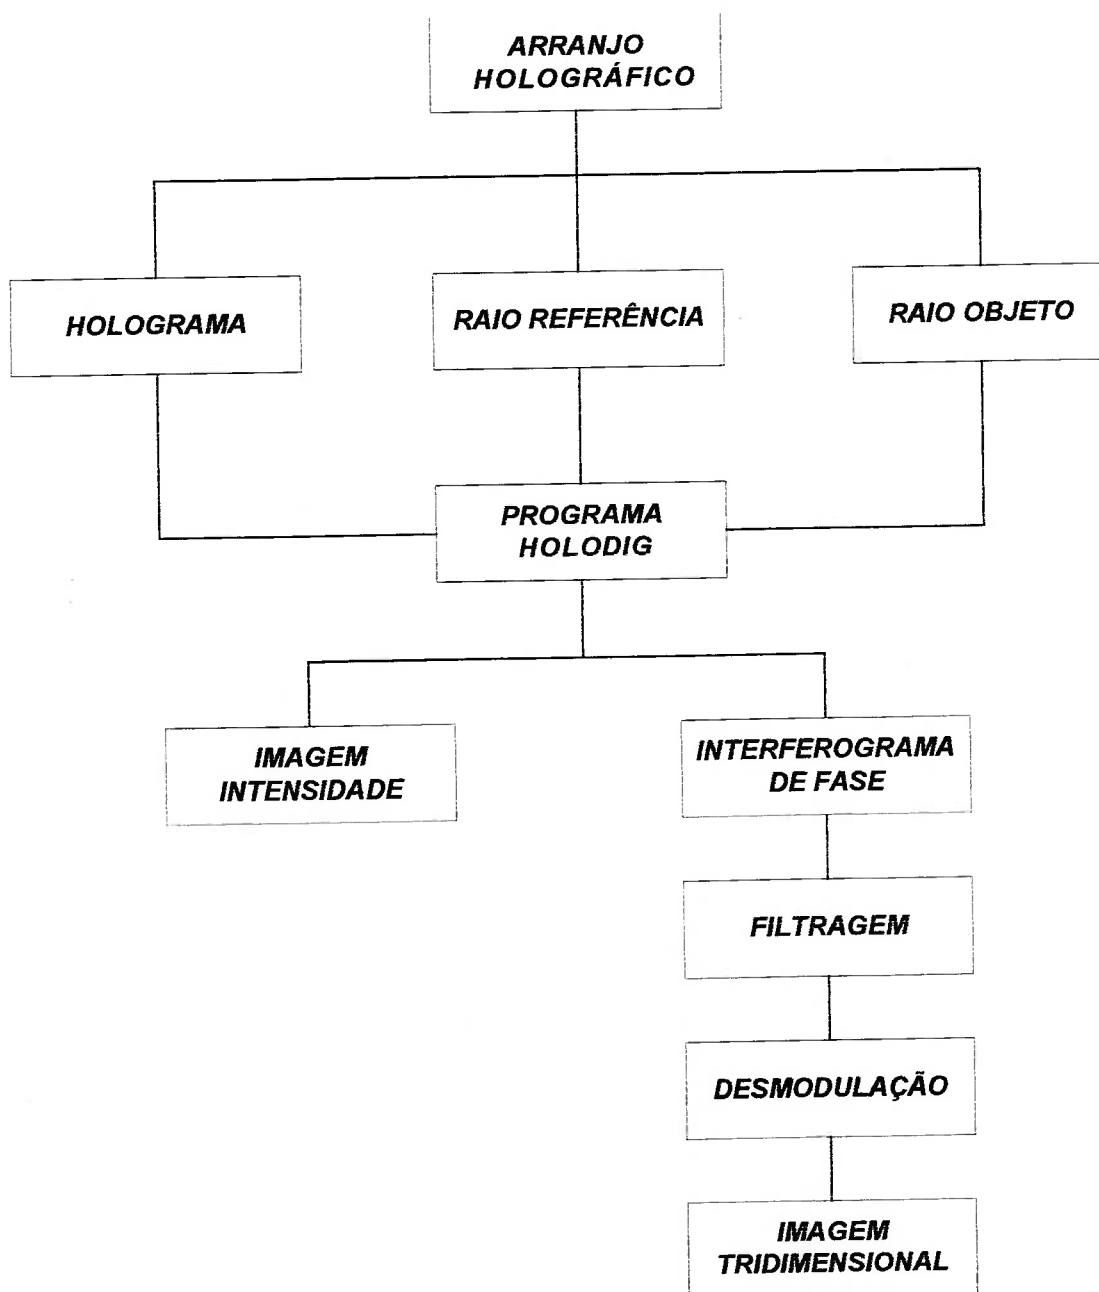 ARRANJO
HOLOGRÁFICO
HOLOGRAMA
RAIO REFERÊNCIA
RAIO OBJETO
PROGRAMA
HOLODIG
IMAGEM
INTENSIDADE
INTERFEROGRAMA
DE FASE
FILTRAGEM
DESMODULAÇÃO
IMAGEM
TRIDIMENSIONAL